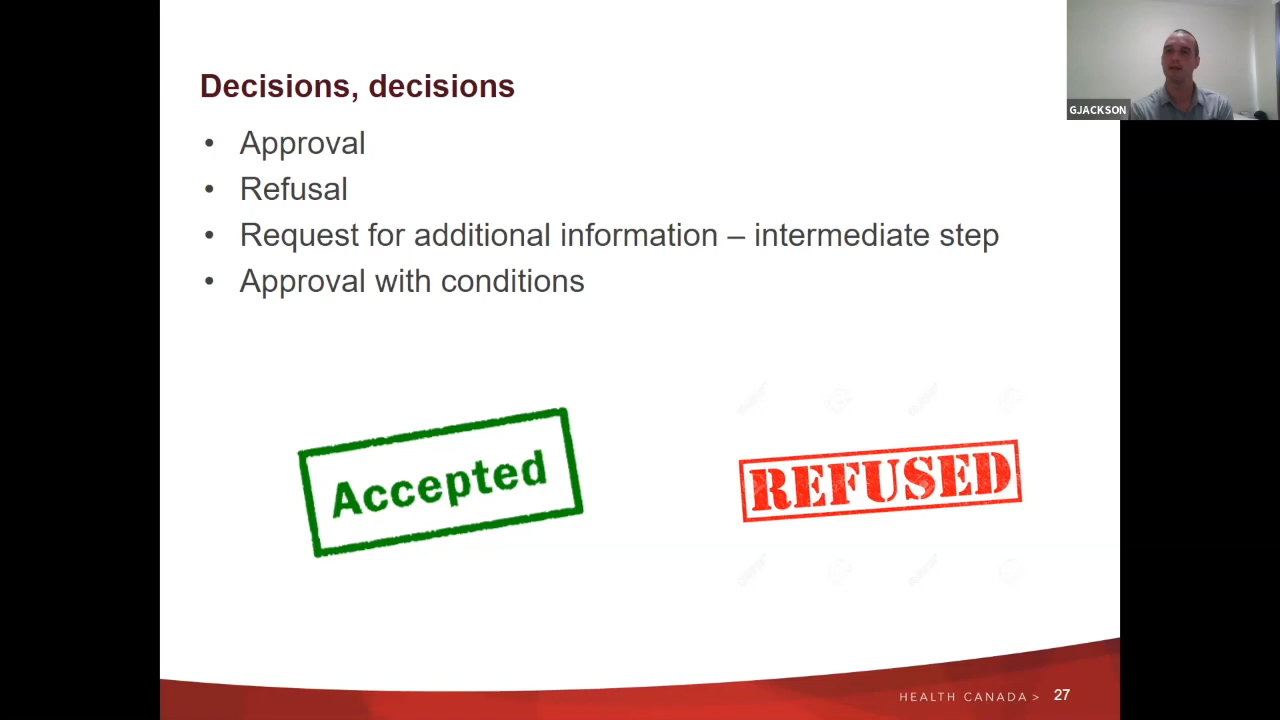 Decisions, decisions
• Approval
• Refusal
• Request for additional information – intermediate step
• Approval with conditions
Accepted
REFUSED
HEALTH CANADA > 27
GJACKSON